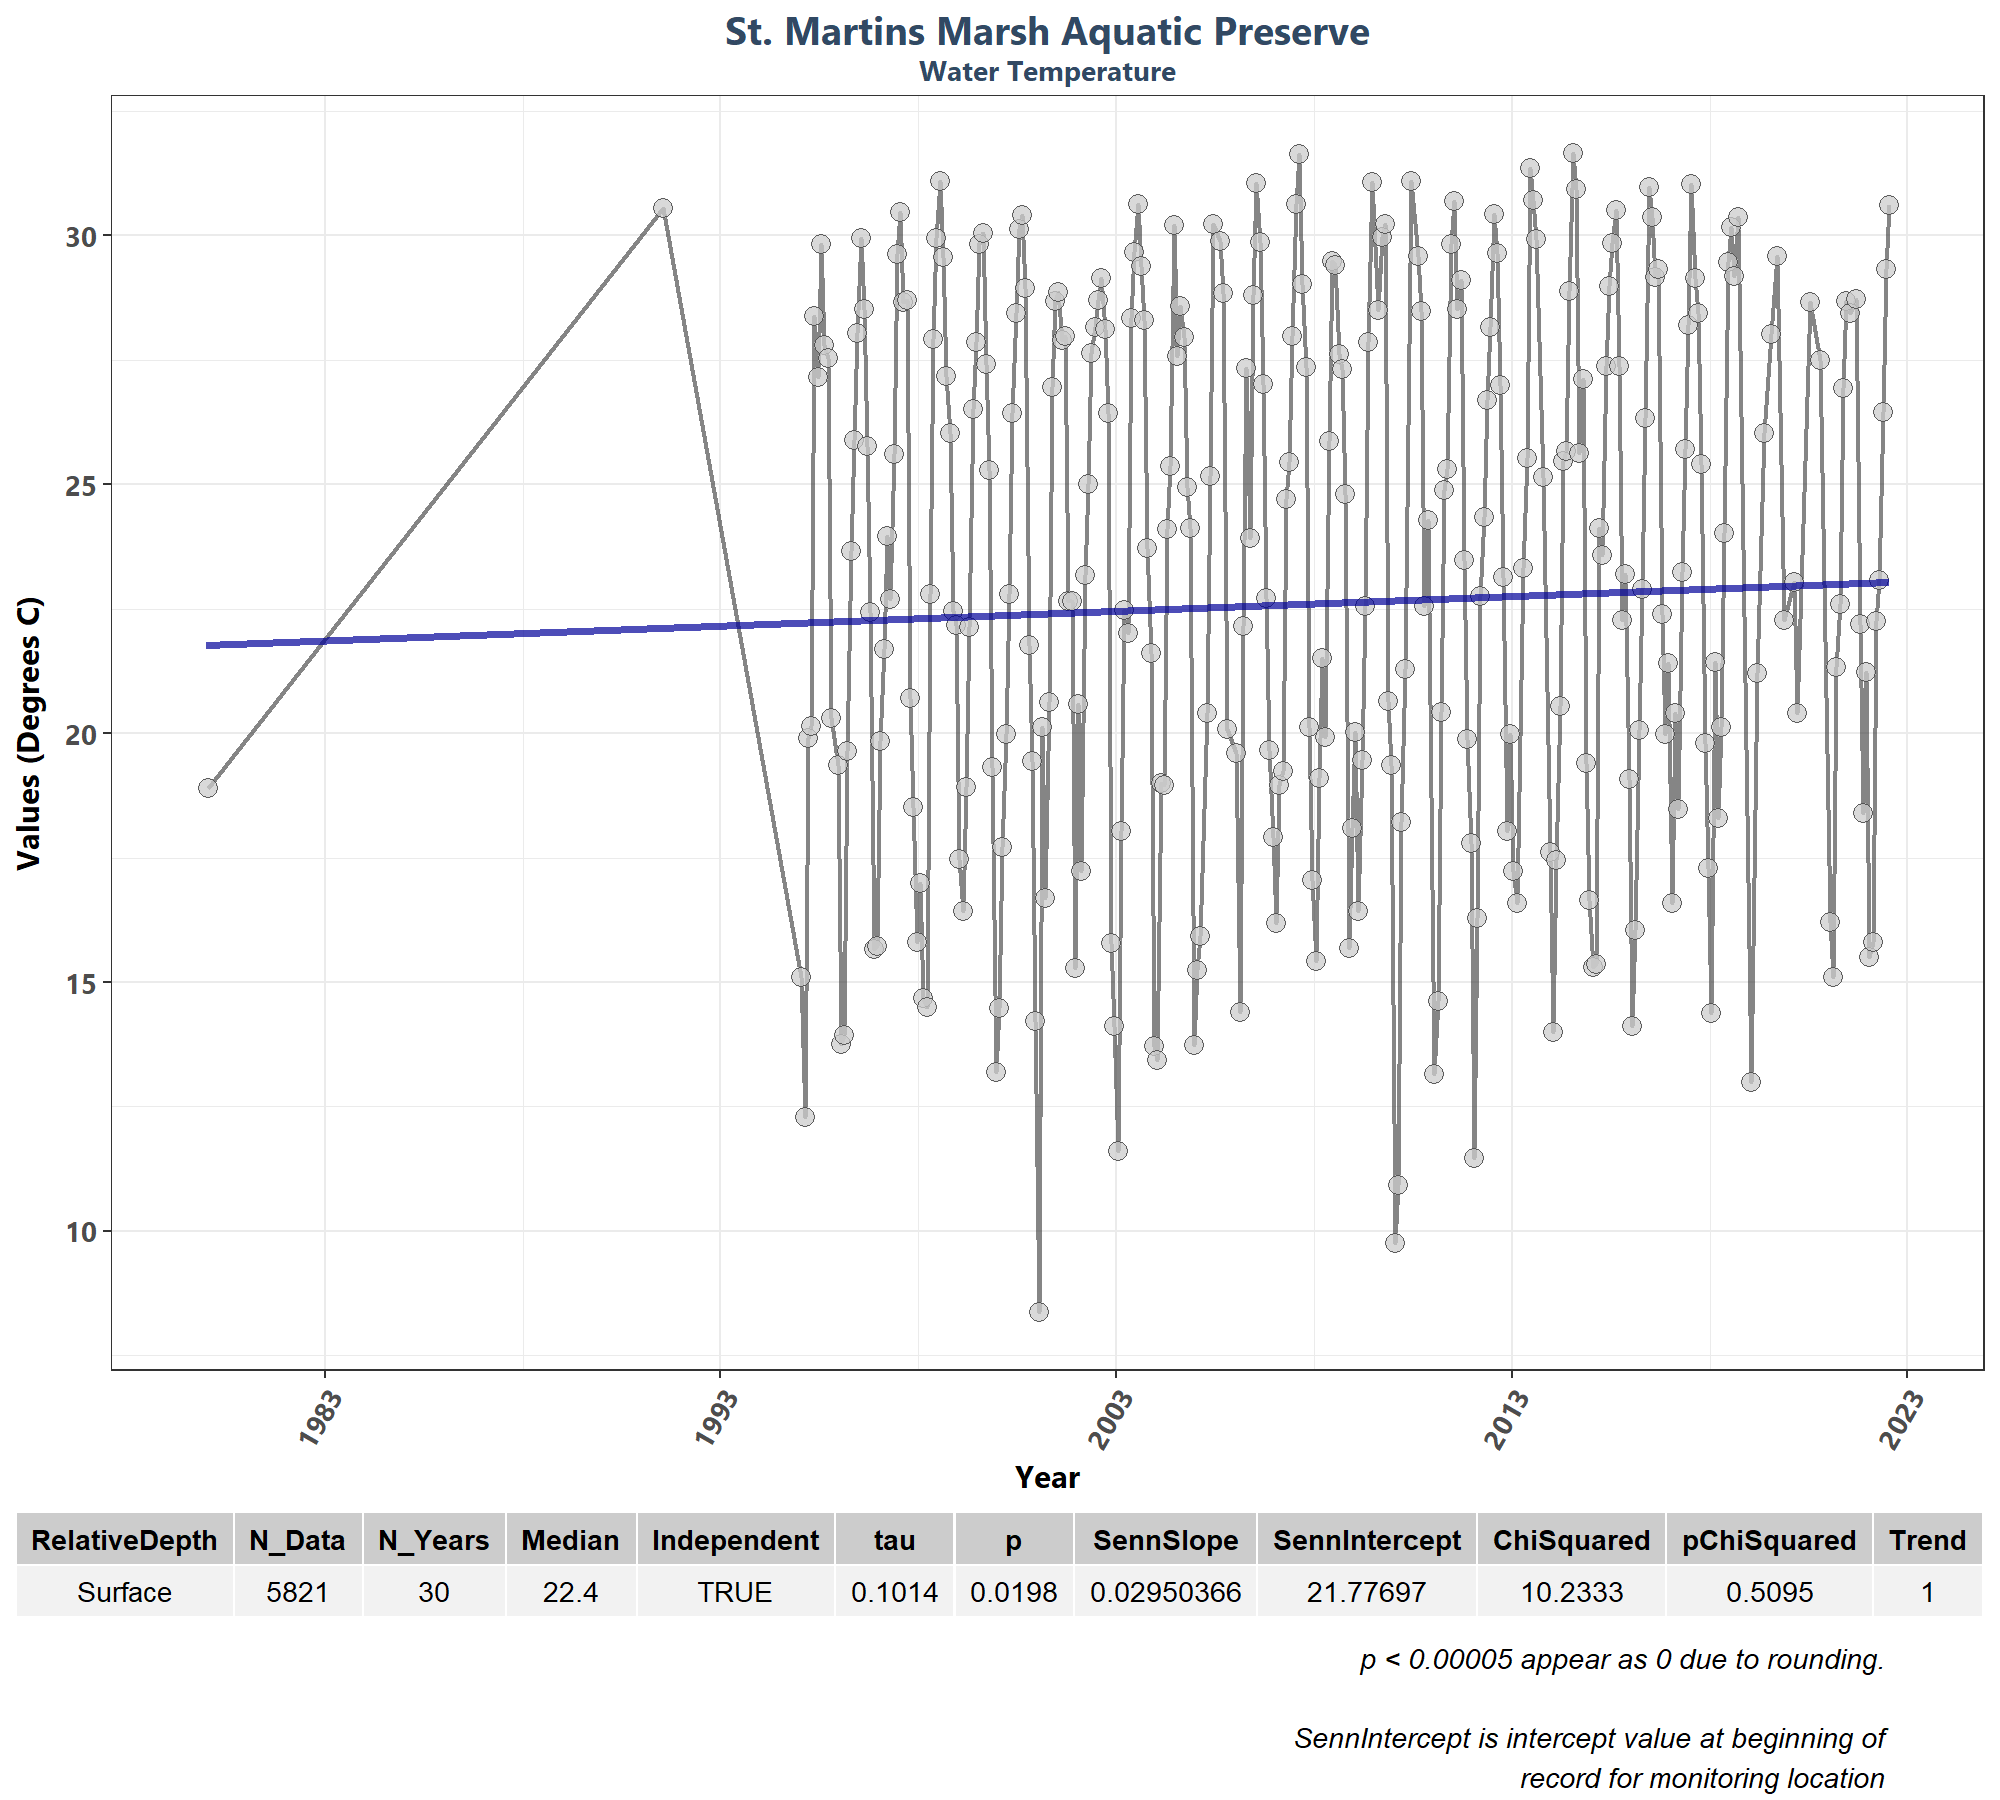 St. Martins Marsh Aquatic Preserve
Water Temperature
Values (Degrees C)
30
25
20
15
10
1983
1993
2003
2013
2023
Year
RelativeDepth N_Data N_Years Median Independent tau p SennSlope SennIntercept ChiSquared pChiSquared Trend
Surface 5821 30 22.4 TRUE 0.1014 0.0198 0.02950366 21.77697 10.2333 0.5095 1
p < 0.00005 appear as 0 due to rounding.
SennIntercept is intercept value at beginning of
record for monitoring location